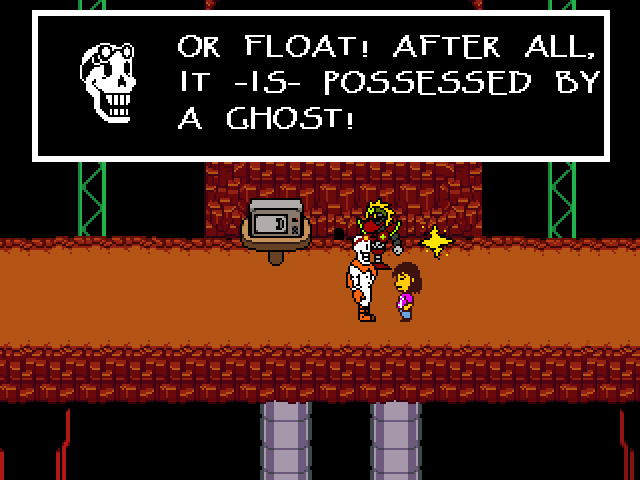 OR FLOAT! AFTER ALL,
IT -IS- POSSESSED BY
A GHOST!